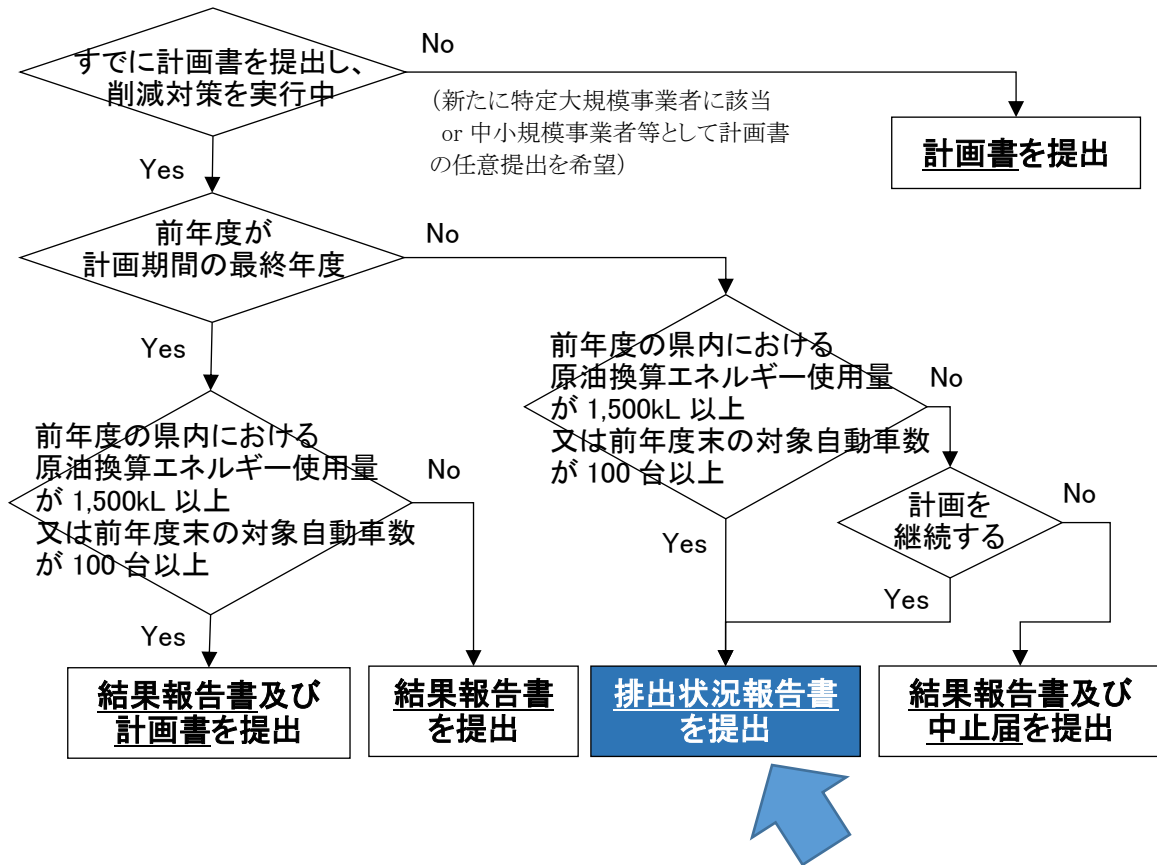 すでに計画書を提出し、
削減対策を実行中
No
(新たに特定大規模事業者に該当
or 中小規模事業者等として計画書
の任意提出を希望)
計画書を提出
Yes
前年度が
計画期間の最終年度
No
Yes
前年度の県内における
原油換算エネルギー使用量
が 1,500kL 以上
又は前年度末の対象自動車数
が 100 台以上
No
前年度の県内における
原油換算エネルギー使用量
が 1,500kL 以上
又は前年度末の対象自動車数
が 100 台以上
No
計画を
継続する
No
Yes
Yes
Yes
結果報告書及び
計画書を提出
結果報告書
を提出
排出状況報告書
を提出
結果報告書及び
中止届を提出